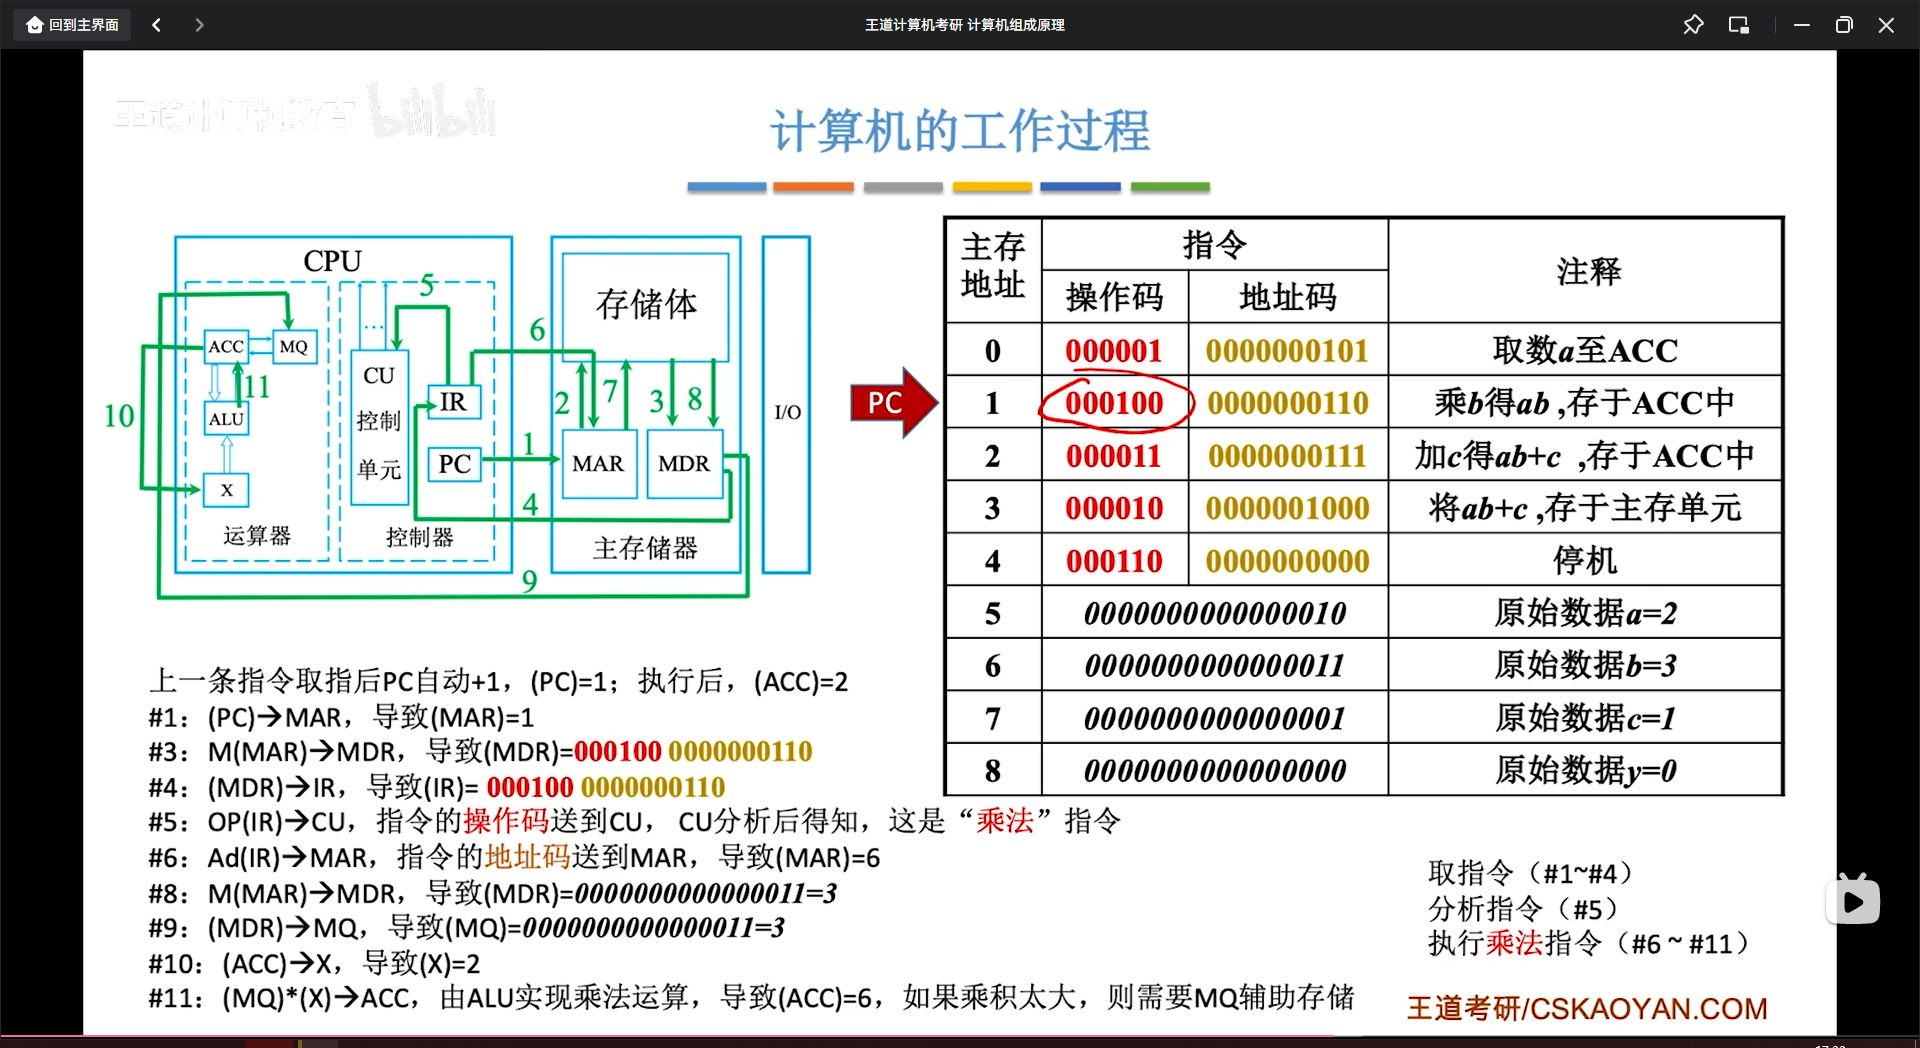 回到主界面
王道计算机考研 计算机组成原理
王道计算机教育 bilibili
计算机的工作过程
CPU
ACC
MQ
ALU
X
运算器
...
CU
控制
单元
IR
PC
控制器
存储体
MAR
MDR
主存储器
I/O
1
2
3
4
5
6
7
8
9
10
11
PC
主存地址 指令 注释
操作码 地址码
0 000001 0000000101 取数a至ACC
1 000100 0000000110 乘b得ab ,存于ACC中
2 000011 0000000111 加c得ab+c ,存于ACC中
3 000010 0000001000 将ab+c ,存于主存单元
4 000110 0000000000 停机
5 0000000000000010 原始数据a=2
6 0000000000000011 原始数据b=3
7 0000000000000001 原始数据c=1
8 0000000000000000 原始数据y=0
上一条指令取指后PC自动+1，(PC)=1；执行后，(ACC)=2
#1：(PC)→MAR，导致(MAR)=1
#3：M(MAR)→MDR，导致(MDR)=000100 0000000110
#4：(MDR)→IR，导致(IR)= 000100 0000000110
#5：OP(IR)→CU，指令的操作码送到CU， CU分析后得知，这是“乘法”指令
#6：Ad(IR)→MAR，指令的地址码送到MAR，导致(MAR)=6
#8：M(MAR)→MDR，导致(MDR)=0000000000000011=3
#9：(MDR)→MQ，导致(MQ)=0000000000000011=3
#10：(ACC)→X，导致(X)=2
#11：(MQ)*(X)→ACC，由ALU实现乘法运算，导致(ACC)=6，如果乘积太大，则需要MQ辅助存储
取指令（#1~#4）
分析指令（#5）
执行乘法指令（#6 ~ #11）
王道考研/CSKAOYAN.COM